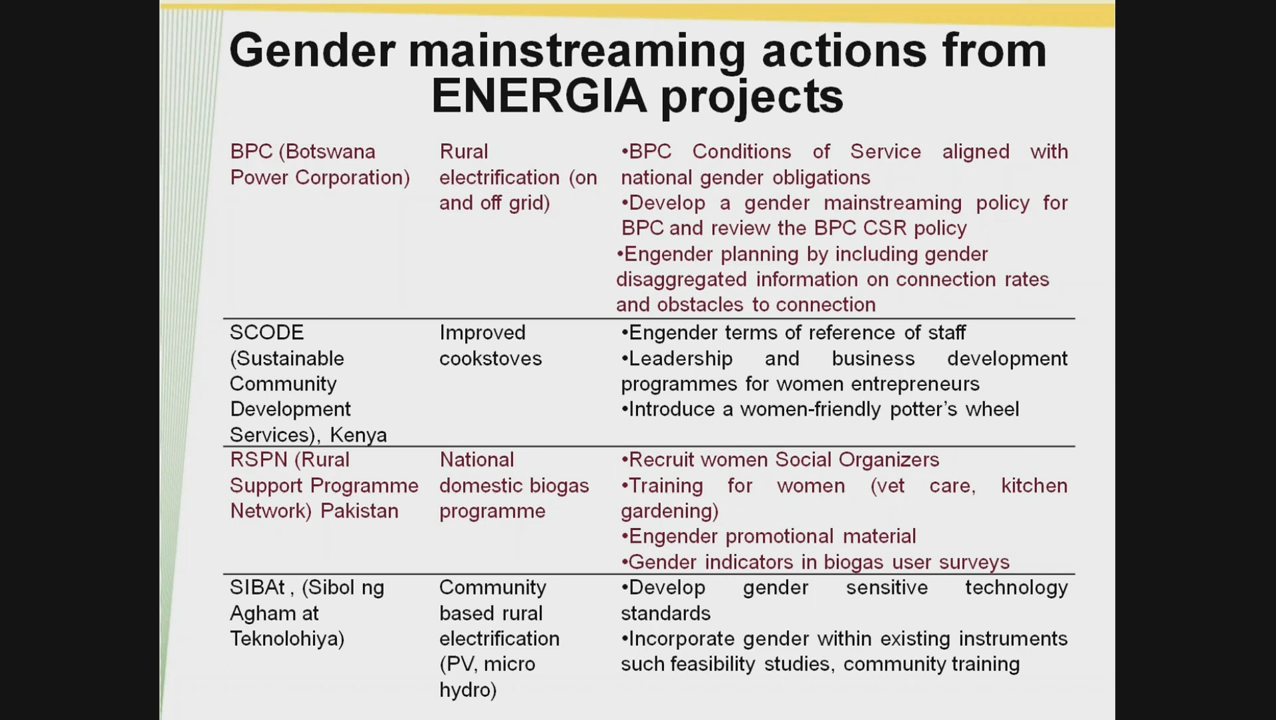 Gender mainstreaming actions from
ENERGIA projects
BPC (Botswana
Power Corporation)
Rural
electrification (on
and off grid)
•BPC Conditions of Service aligned with
national gender obligations
•Develop a gender mainstreaming policy for
BPC and review the BPC CSR policy
•Engender planning by including gender
disaggregated information on connection rates
and obstacles to connection
SCODE
(Sustainable
Community
Development
Services), Kenya
Improved
cookstoves
•Engender terms of reference of staff
•Leadership and business development
programmes for women entrepreneurs
•Introduce a women-friendly potter's wheel
RSPN (Rural
Support Programme
Network) Pakistan
National
domestic biogas
programme
•Recruit women Social Organizers
•Training for women (vet care, kitchen
gardening)
•Engender promotional material
•Gender indicators in biogas user surveys
SIBAt , (Sibol ng
Agham at
Teknolohiya)
Community
based rural
electrification
(PV, micro
hydro)
•Develop gender sensitive technology
standards
•Incorporate gender within existing instruments
such feasibility studies, community training